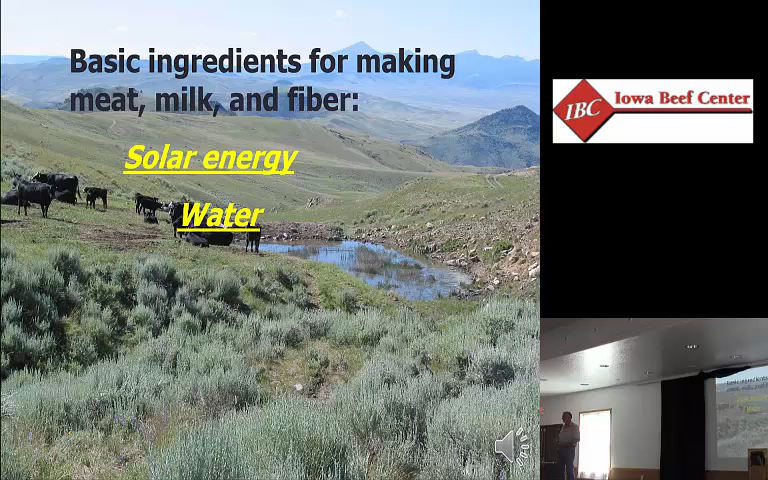 Basic ingredients for making
meat, milk, and fiber:
Solar energy
Water
IBC Iowa Beef Center